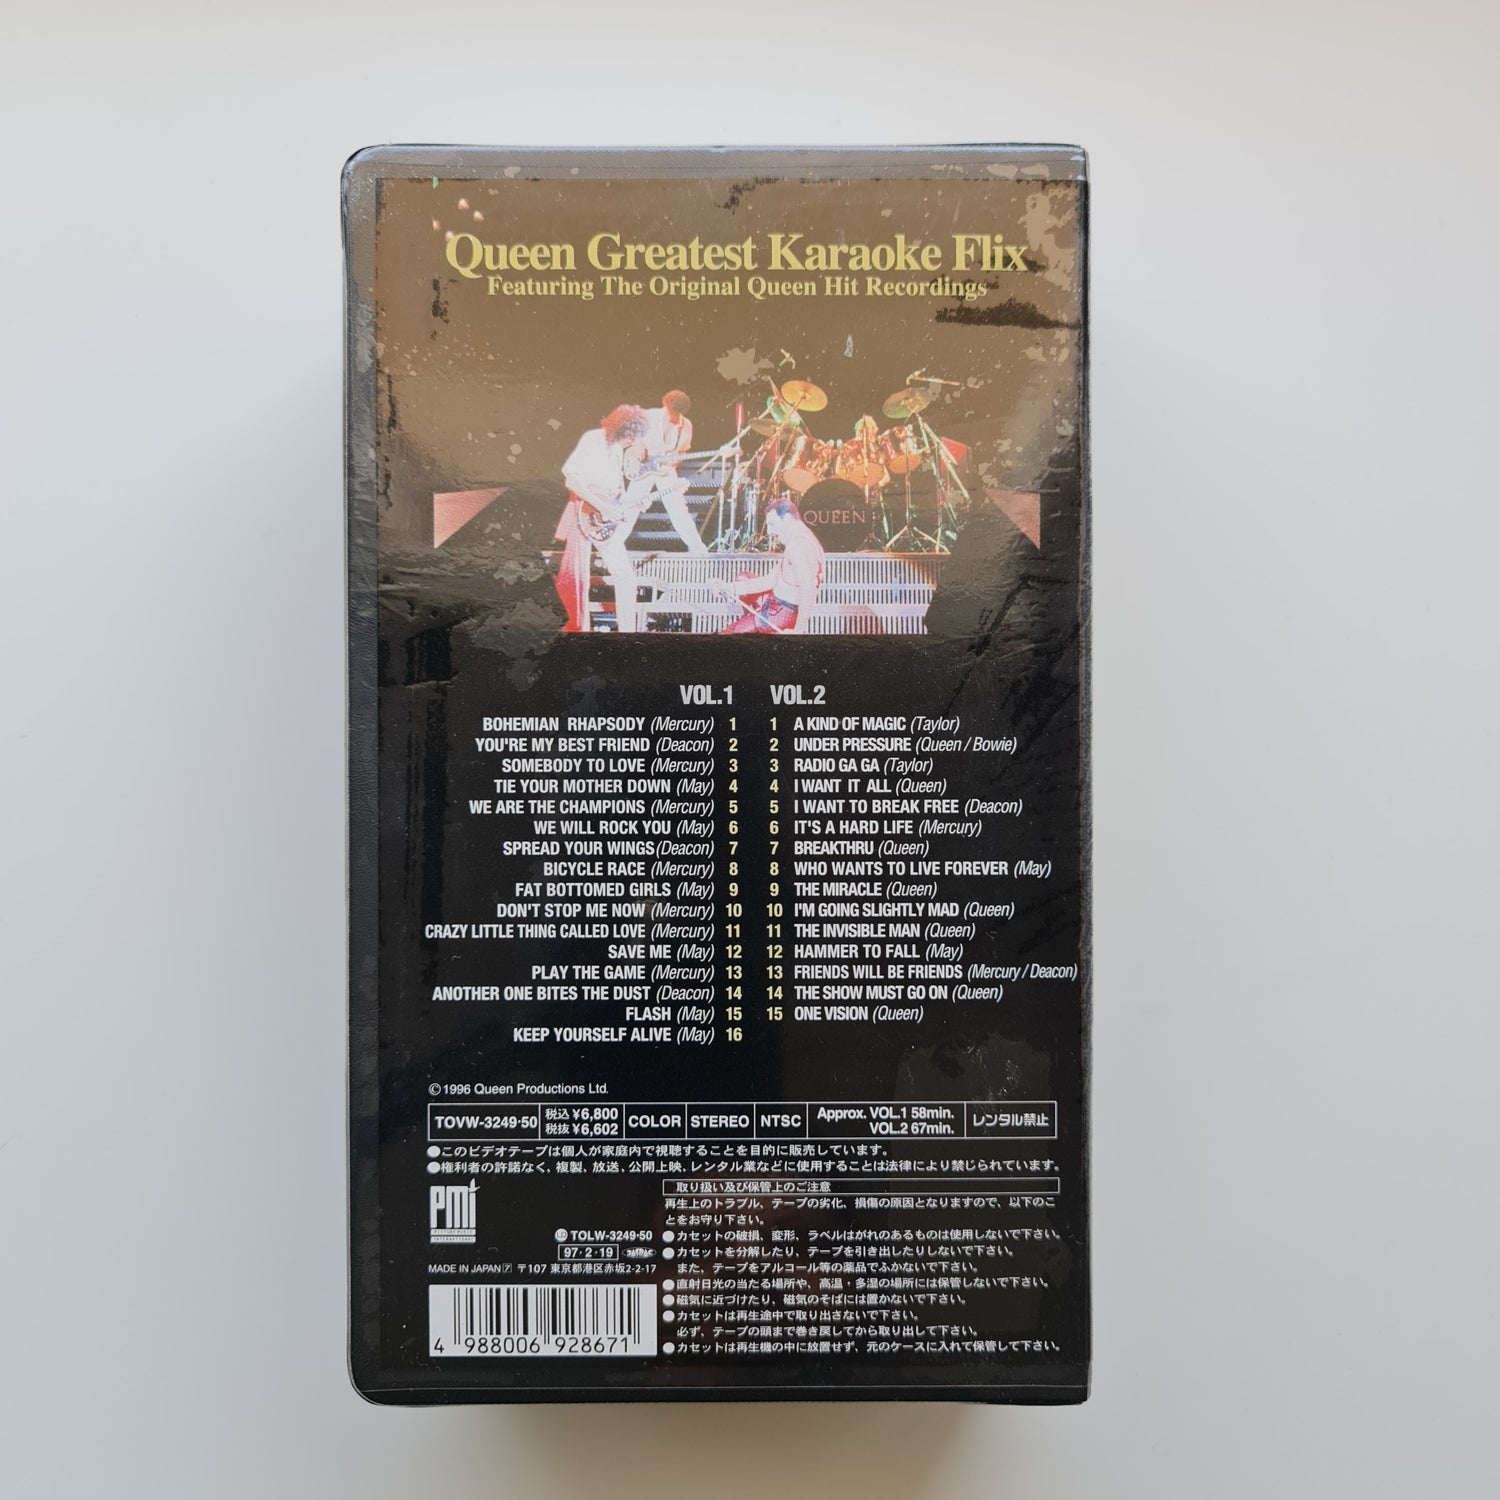 Queen Greatest Karaoke Flix
Featuring The Original Queen Hit Recordings
QUEEN
VOL.1
BOHEMIAN RHAPSODY (Mercury) 1
YOU'RE MY BEST FRIEND (Deacon) 2
SOMEBODY TO LOVE (Mercury) 3
TIE YOUR MOTHER DOWN (May) 4
WE ARE THE CHAMPIONS (Mercury) 5
WE WILL ROCK YOU (May) 6
SPREAD YOUR WINGS (Deacon) 7
BICYCLE RACE (Mercury) 8
FAT BOTTOMED GIRLS (May) 9
DON'T STOP ME NOW (Mercury) 10
CRAZY LITTLE THING CALLED LOVE (Mercury) 11
SAVE ME (May) 12
PLAY THE GAME (Mercury) 13
ANOTHER ONE BITES THE DUST (Deacon) 14
FLASH (May) 15
KEEP YOURSELF ALIVE (May) 16
VOL.2
1 A KIND OF MAGIC (Taylor)
2 UNDER PRESSURE (Queen / Bowie)
3 RADIO GA GA (Taylor)
4 I WANT IT ALL (Queen)
5 I WANT TO BREAK FREE (Deacon)
6 IT'S A HARD LIFE (Mercury)
7 BREAKTHRU (Queen)
8 WHO WANTS TO LIVE FOREVER (May)
9 THE MIRACLE (Queen)
10 I'M GOING SLIGHTLY MAD (Queen)
11 THE INVISIBLE MAN (Queen)
12 HAMMER TO FALL (May)
13 FRIENDS WILL BE FRIENDS (Mercury / Deacon)
14 THE SHOW MUST GO ON (Queen)
15 ONE VISION (Queen)
© 1996 Queen Productions Ltd.
TOVW-3249·50
税込 ¥6,800
税抜 ¥6,602
COLOR
STEREO
NTSC
Approx. VOL.1 58min.
VOL.2 67min.
レンタル禁止
●このビデオテープは個人が家庭内で視聴することを目的に販売しています。
●権利者の許諾なく、複製、放送、公開上映、レンタル業などに使用することは法律により禁じられています。
PMI
PICTURE MUSIC
INTERNATIONAL
TOLW-3249·50
97·2·19
MADE IN JAPAN ア 〒107 東京都港区赤坂2-2-17
4 988006 928671
取り扱い及び保管上のご注意
再生上のトラブル、テープの劣化、損傷の原因となりますので、以下のこ
とをお守り下さい。
●カセットの破損、変形、ラベルはがれのあるものは使用しないで下さい。
●カセットを分解したり、テープを引き出したりしないで下さい。
また、テープをアルコール等の薬品でふかないで下さい。
●直射日光の当たる場所や、高温・多湿の場所には保管しないで下さい。
●磁気に近づけたり、磁気のそばには置かないで下さい。
●カセットは再生途中で取り出さないで下さい。
必ず、テープの頭まで巻き戻してから取り出して下さい。
●カセットは再生機の中に放置せず、元のケースに入れて保管して下さい。